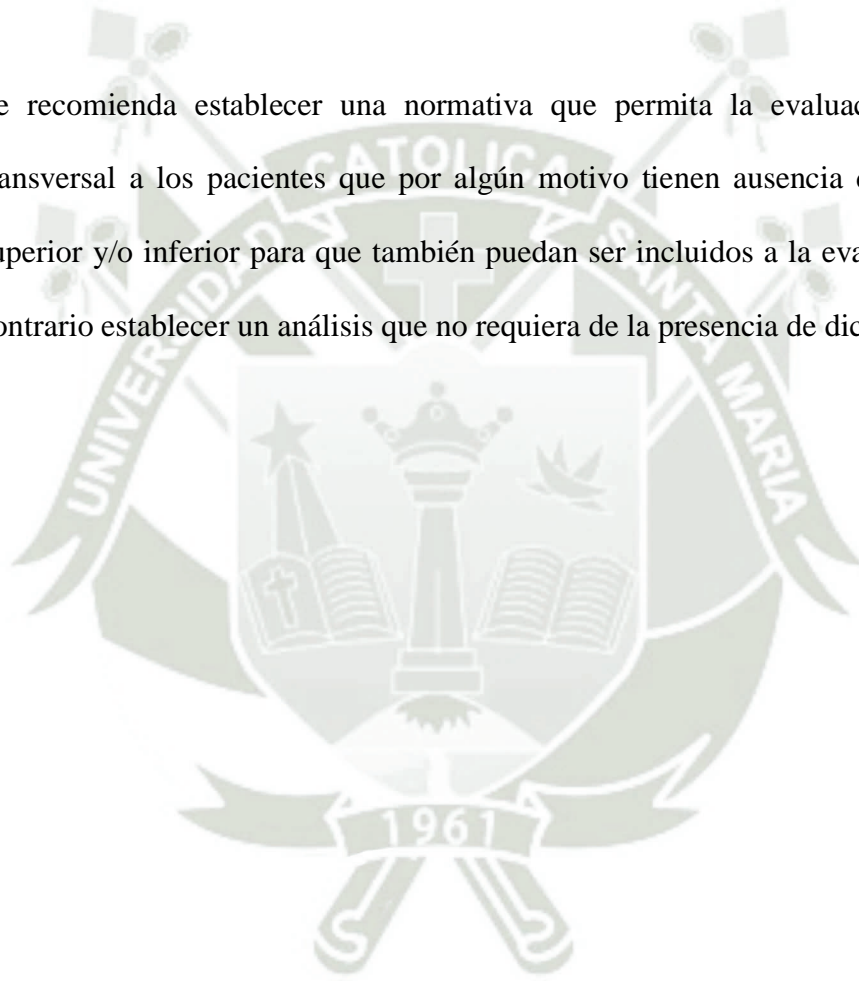 e recomienda establecer una normativa que permita la evaluac
ansversal a los pacientes que por algún motivo tienen ausencia
uperior y/o inferior para que también puedan ser incluidos a la eva
ontrario establecer un análisis que no requiera de la presencia de dic
UNIVERSIDAD CATOLICA SANTA MARIA
1961